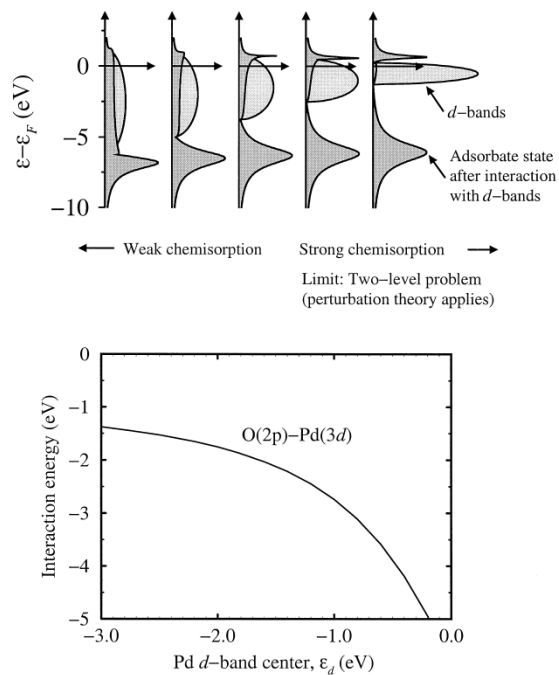 ε−ε_F (eV)
0
−5
−10
d−bands
Adsorbate state
after interaction
with d−bands
Weak chemisorption
Strong chemisorption
Limit: Two−level problem
(perturbation theory applies)
Interaction energy (eV)
0
−1
−2
−3
−4
−5
O(2p)−Pd(3d)
−3.0
−2.0
−1.0
0.0
Pd d−band center, ε_d (eV)